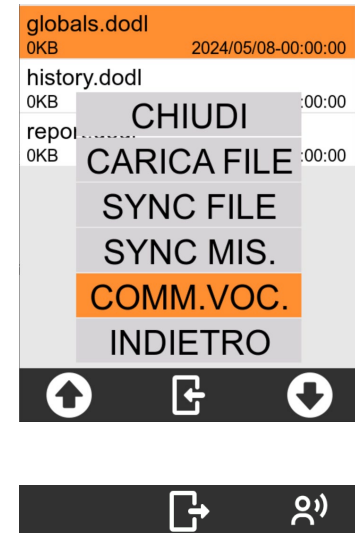 globals.dodl
0KB 2024/05/08-00:00:00
history.dodl
0KB :00:00
CHIUDI
0KB :00:00
CARICA FILE
SYNC FILE
SYNC MIS.
COMM.VOC.
INDIETRO